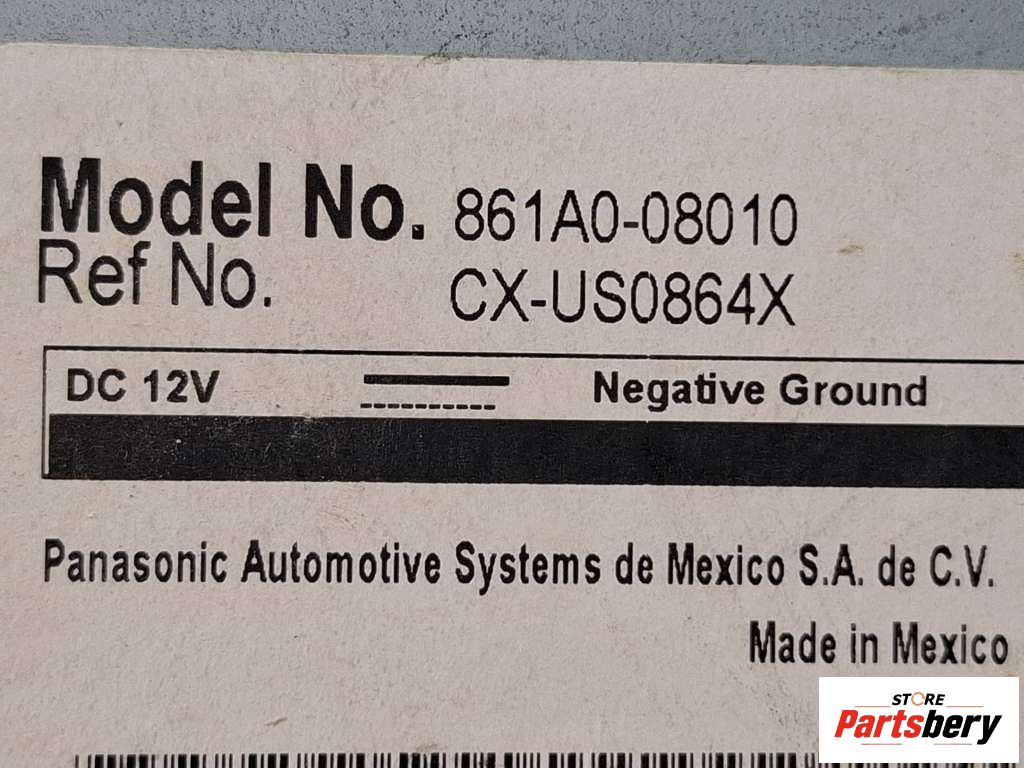 Model No. 861A0-08010
Ref No. CX-US0864X
DC 12V Negative Ground
Panasonic Automotive Systems de Mexico S.A. de C.V.
Made in Mexico
STORE
Partsbery